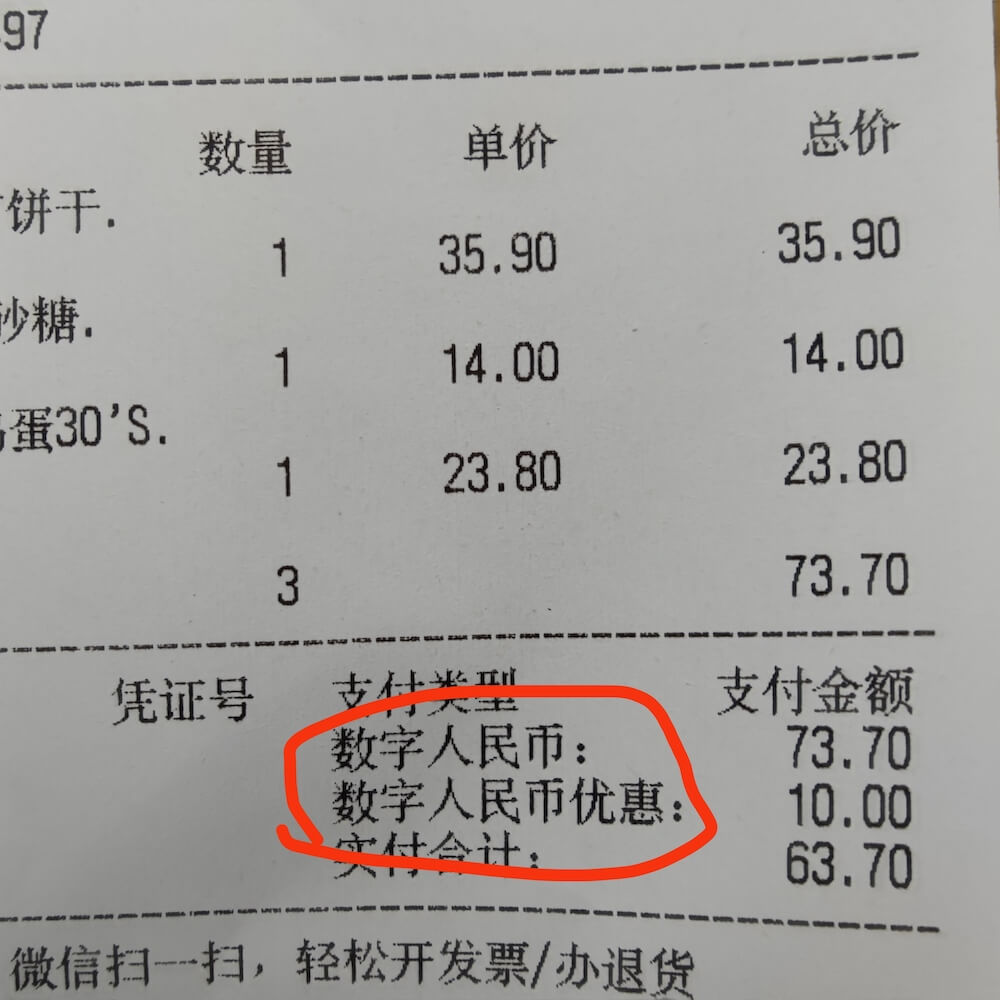 97
数量 单价 总价
饼干.
1 35.90 35.90
砂糖.
1 14.00 14.00
蛋30'S.
1 23.80 23.80
3 73.70
凭证号 支付类型 支付金额
数字人民币: 73.70
数字人民币优惠: 10.00
实付合计: 63.70
微信扫一扫，轻松开发票/办退货